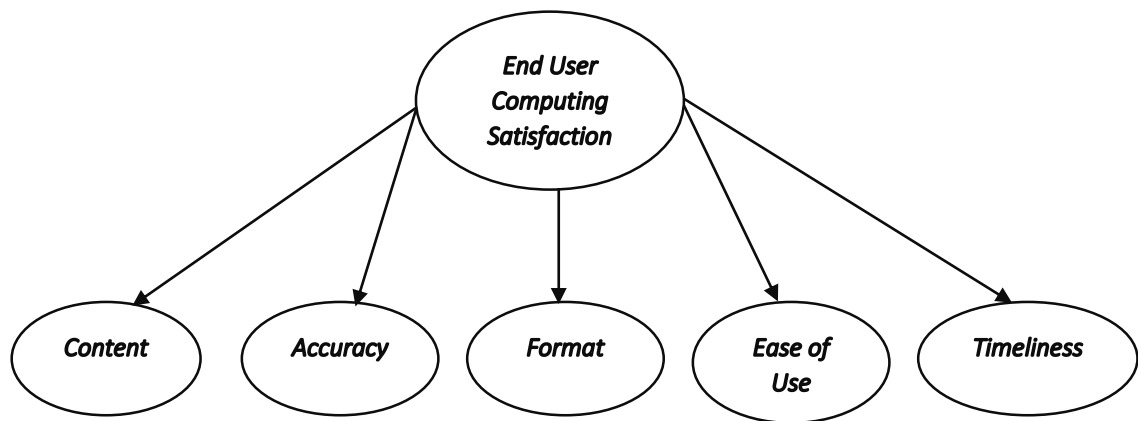 End User
Computing
Satisfaction
Content
Accuracy
Format
Ease of
Use
Timeliness